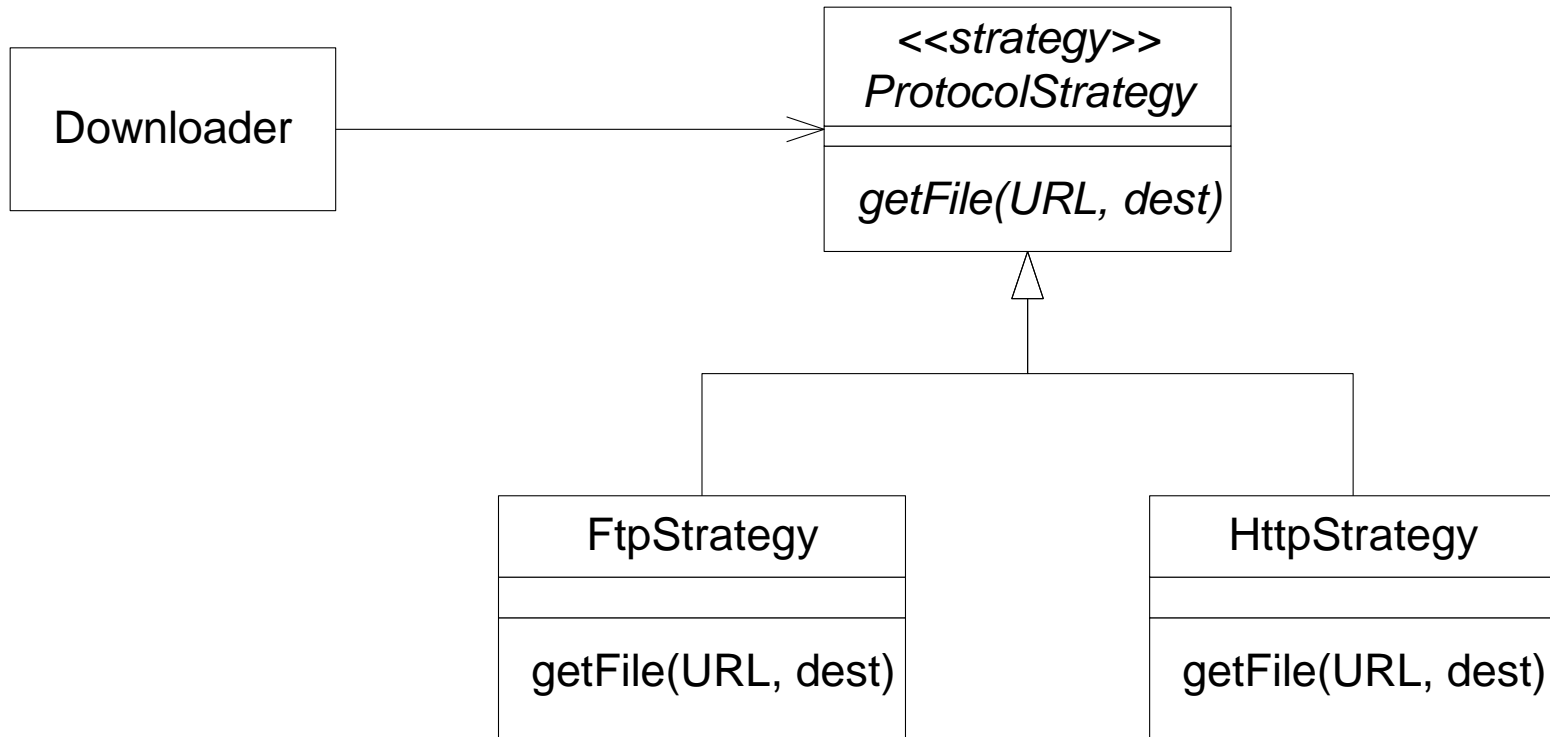 <<strategy>>
ProtocolStrategy
Downloader
getFile(URL, dest)
FtpStrategy
HttpStrategy
getFile(URL, dest)
getFile(URL, dest)